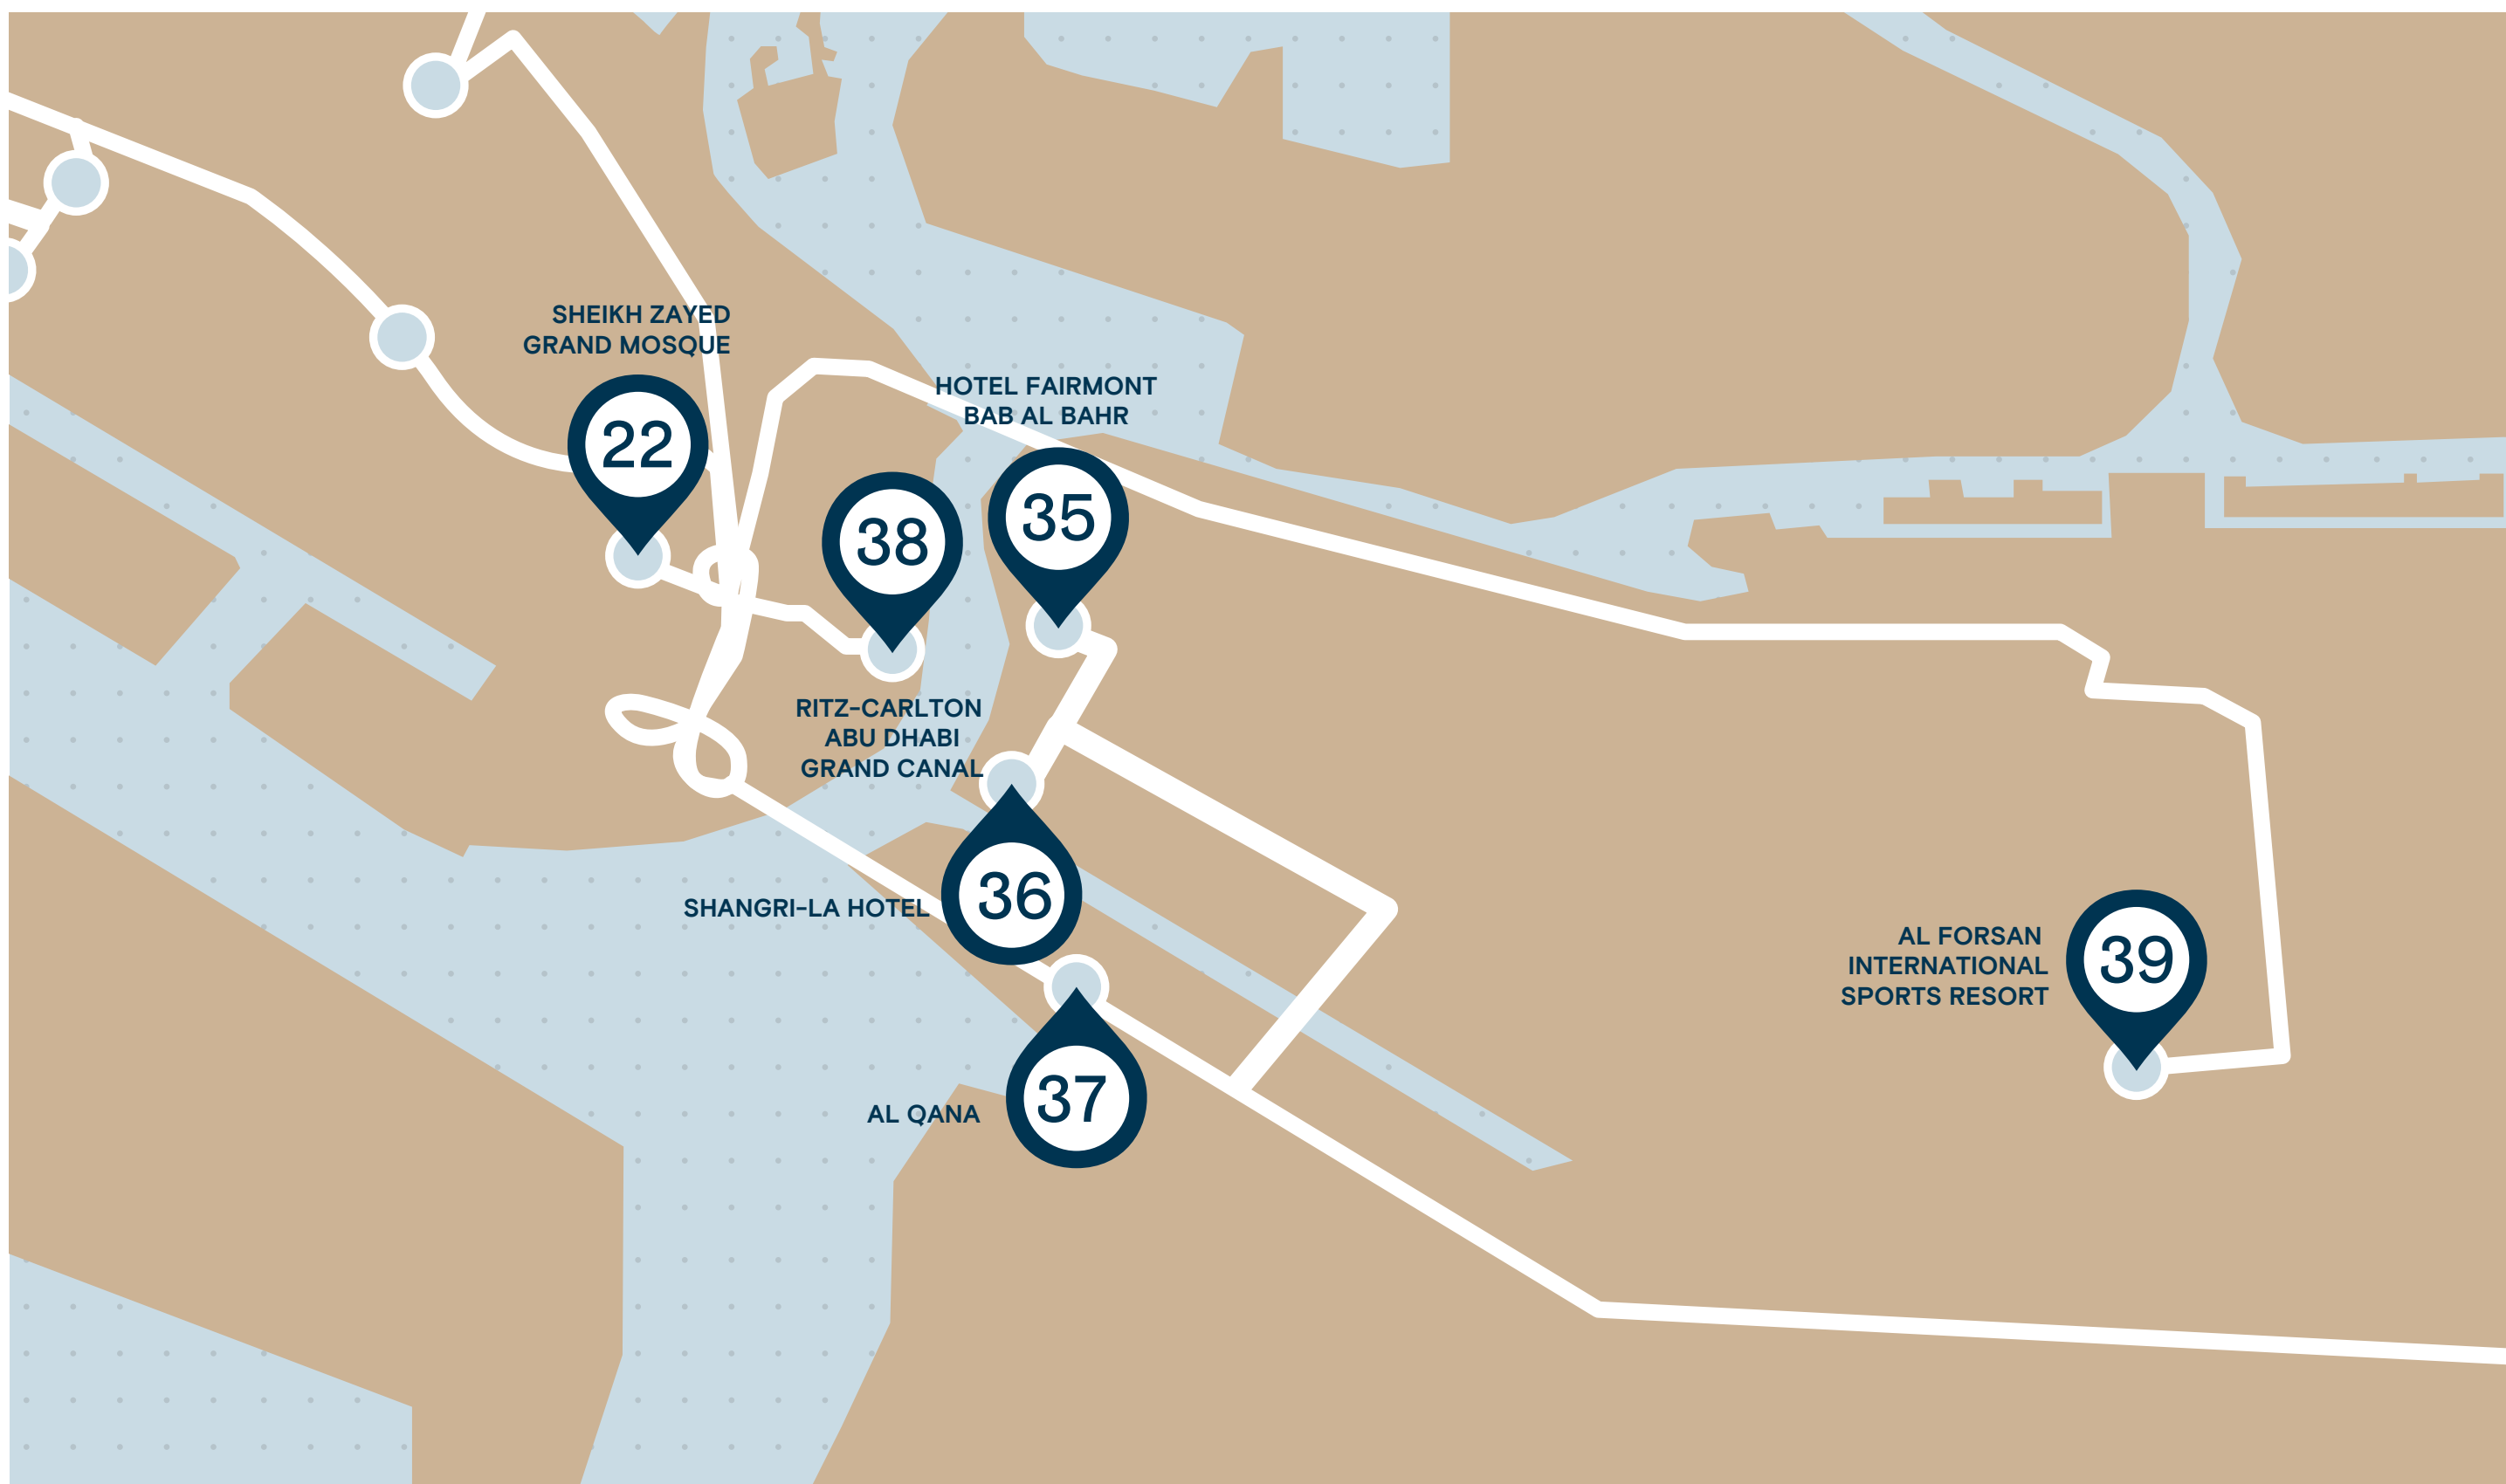 SHEIKH ZAYED
GRAND MOSQUE
22
HOTEL FAIRMONT
BAB AL BAHR
35
38
RITZ-CARLTON
ABU DHABI
GRAND CANAL
SHANGRI-LA HOTEL
36
AL FORSAN
INTERNATIONAL
SPORTS RESORT
39
AL QANA
37